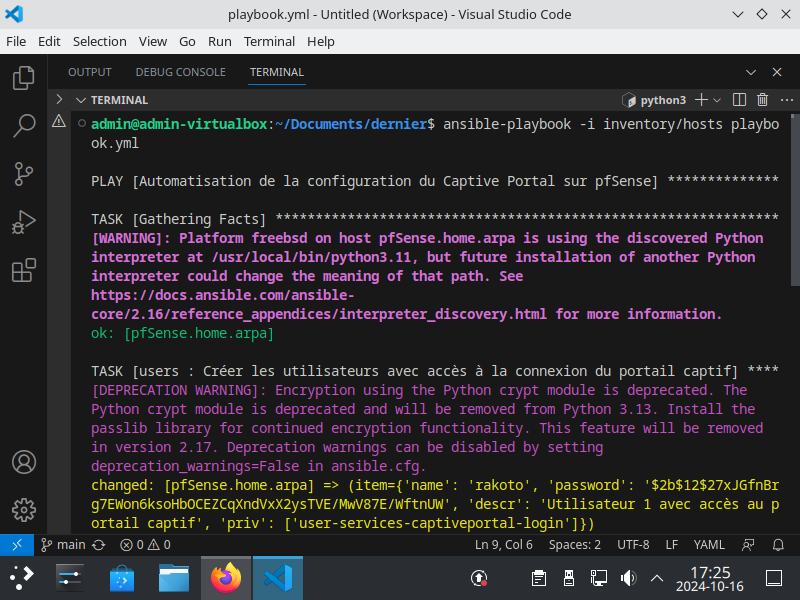 playbook.yml - Untitled (Workspace) - Visual Studio Code
File Edit Selection View Go Run Terminal Help
OUTPUT DEBUG CONSOLE TERMINAL
TERMINAL python3
admin@admin-virtualbox:~/Documents/dernier$ ansible-playbook -i inventory/hosts playbo
ok.yml
PLAY [Automatisation de la configuration du Captive Portal sur pfSense] **************
TASK [Gathering Facts] ***************************************************************
[WARNING]: Platform freebsd on host pfSense.home.arpa is using the discovered Python
interpreter at /usr/local/bin/python3.11, but future installation of another Python
interpreter could change the meaning of that path. See
https://docs.ansible.com/ansible-
core/2.16/reference_appendices/interpreter_discovery.html for more information.
ok: [pfSense.home.arpa]
TASK [users : Créer les utilisateurs avec accès à la connexion du portail captif] ****
[DEPRECATION WARNING]: Encryption using the Python crypt module is deprecated. The
Python crypt module is deprecated and will be removed from Python 3.13. Install the
passlib library for continued encryption functionality. This feature will be removed
in version 2.17. Deprecation warnings can be disabled by setting
deprecation_warnings=False in ansible.cfg.
changed: [pfSense.home.arpa] => (item={'name': 'rakoto', 'password': '$2b$12$27xJGfnBr
g7EWon6ksoHbOCEZCqXndVxX2ysTVE/MwV87E/WftnUW', 'descr': 'Utilisateur 1 avec accès au p
ortail captif', 'priv': ['user-services-captiveportal-login']})
main 0 0 Ln 9, Col 6 Spaces: 2 UTF-8 LF YAML
17:25
2024-10-16